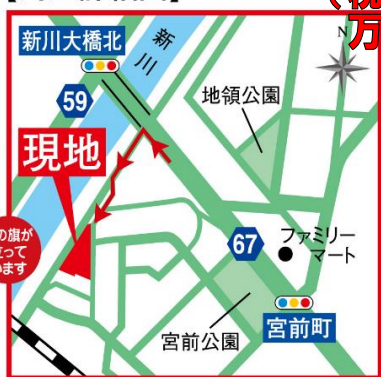 万
新川大橋北
新
川
N
59
地領公園
現地
の旗が
立って
います
67
ファミリー
マート
宮前公園
宮前町